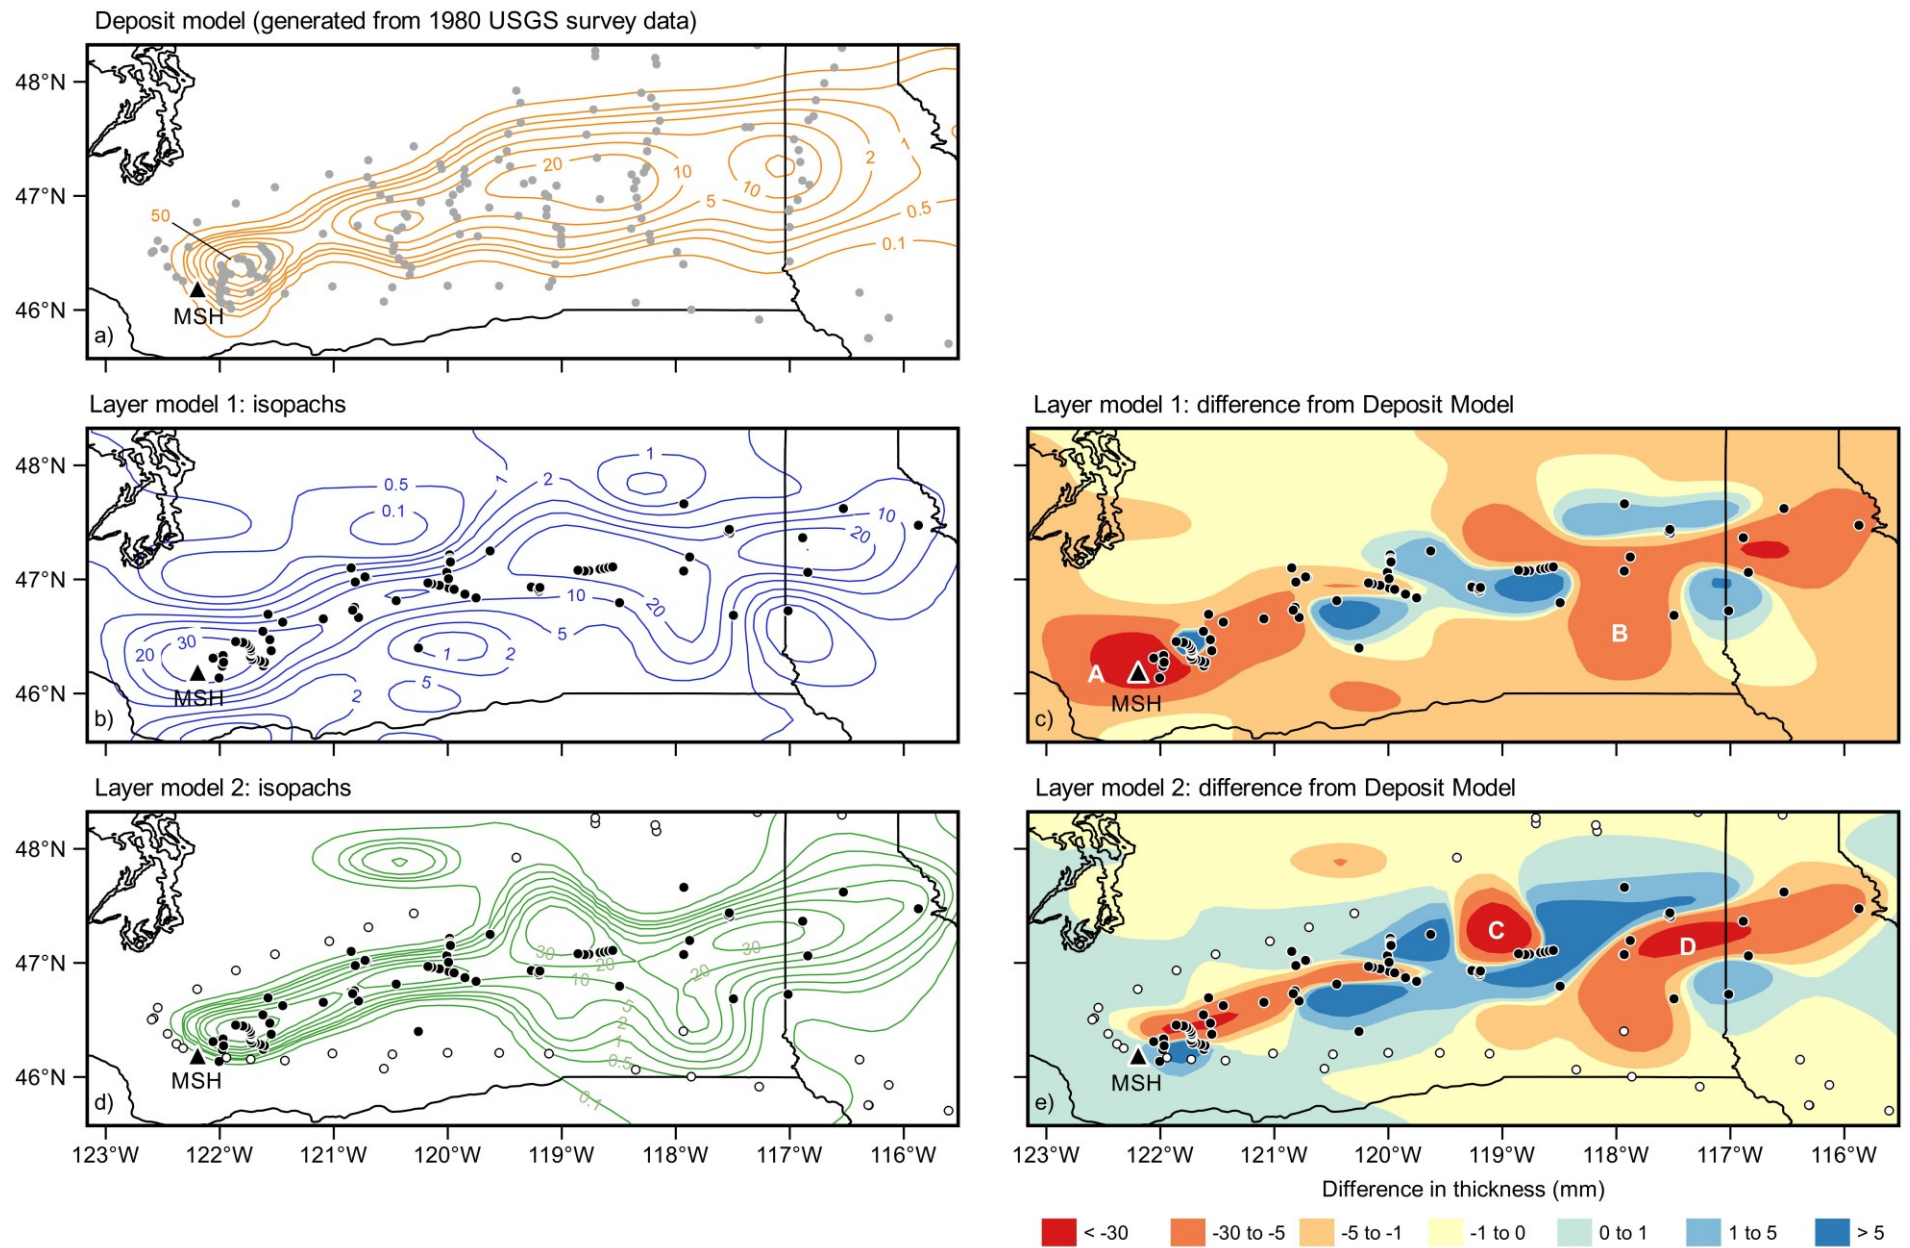 Deposit model (generated from 1980 USGS survey data)
48°N
47°N
46°N
50
20
10
10
5
2
1
0.5
0.1
MSH
a)
Layer model 1: isopachs
48°N
47°N
46°N
0.5
0.1
1
2
1
10
20
10
20
5
30
20
1
2
5
2
MSH
b)
Layer model 1: difference from Deposit Model
A
B
MSH
c)
Layer model 2: isopachs
48°N
47°N
46°N
30
20
10
30
20
5
2
1
0.5
0.1
MSH
d)
123°W 122°W 121°W 120°W 119°W 118°W 117°W 116°W
Layer model 2: difference from Deposit Model
C
D
MSH
e)
123°W 122°W 121°W 120°W 119°W 118°W 117°W 116°W
Difference in thickness (mm)
< -30 -30 to -5 -5 to -1 -1 to 0 0 to 1 1 to 5 > 5